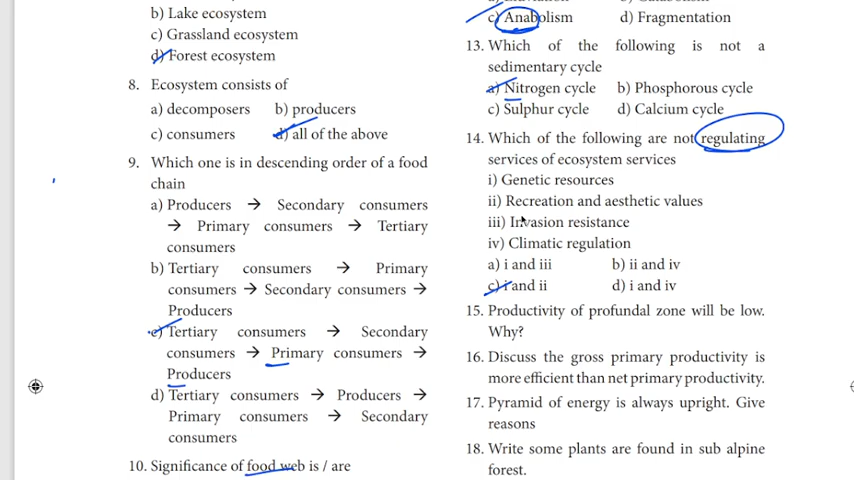 b) Lake ecosystem
c) Grassland ecosystem
d) Forest ecosystem
8. Ecosystem consists of
a) decomposers b) producers
c) consumers d) all of the above
9. Which one is in descending order of a food
chain
a) Producers → Secondary consumers
→ Primary consumers → Tertiary
consumers
b) Tertiary consumers → Primary
consumers → Secondary consumers →
Producers
c) Tertiary consumers → Secondary
consumers → Primary consumers →
Producers
d) Tertiary consumers → Producers →
Primary consumers → Secondary
consumers
10. Significance of food web is / are
c) Anabolism d) Fragmentation
13. Which of the following is not a
sedimentary cycle
a) Nitrogen cycle b) Phosphorous cycle
c) Sulphur cycle d) Calcium cycle
14. Which of the following are not regulating
services of ecosystem services
i) Genetic resources
ii) Recreation and aesthetic values
iii) Invasion resistance
iv) Climatic regulation
a) i and iii b) ii and iv
c) i and ii d) i and iv
15. Productivity of profundal zone will be low.
Why?
16. Discuss the gross primary productivity is
more efficient than net primary productivity.
17. Pyramid of energy is always upright. Give
reasons
18. Write some plants are found in sub alpine
forest.